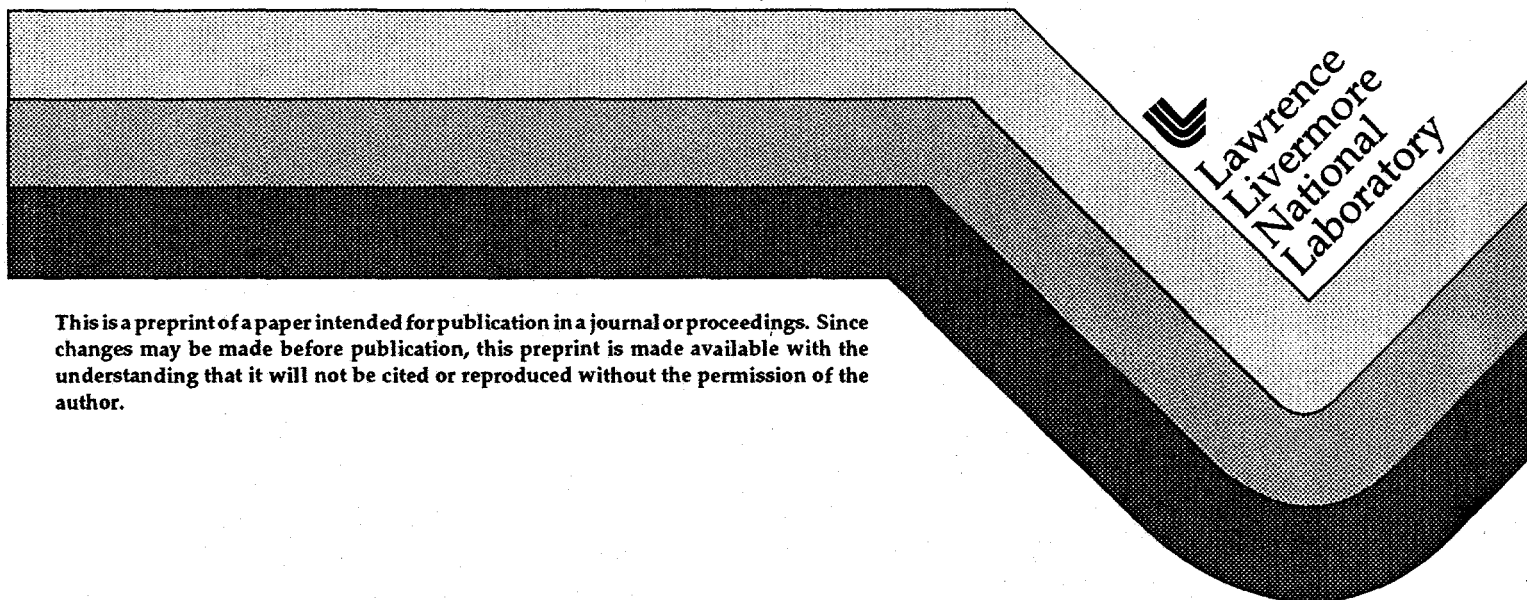 Lawrence
Livermore
National
Laboratory
This is a preprint of a paper intended for publication in a journal or proceedings. Since
changes may be made before publication, this preprint is made available with the
understanding that it will not be cited or reproduced without the permission of the
author.